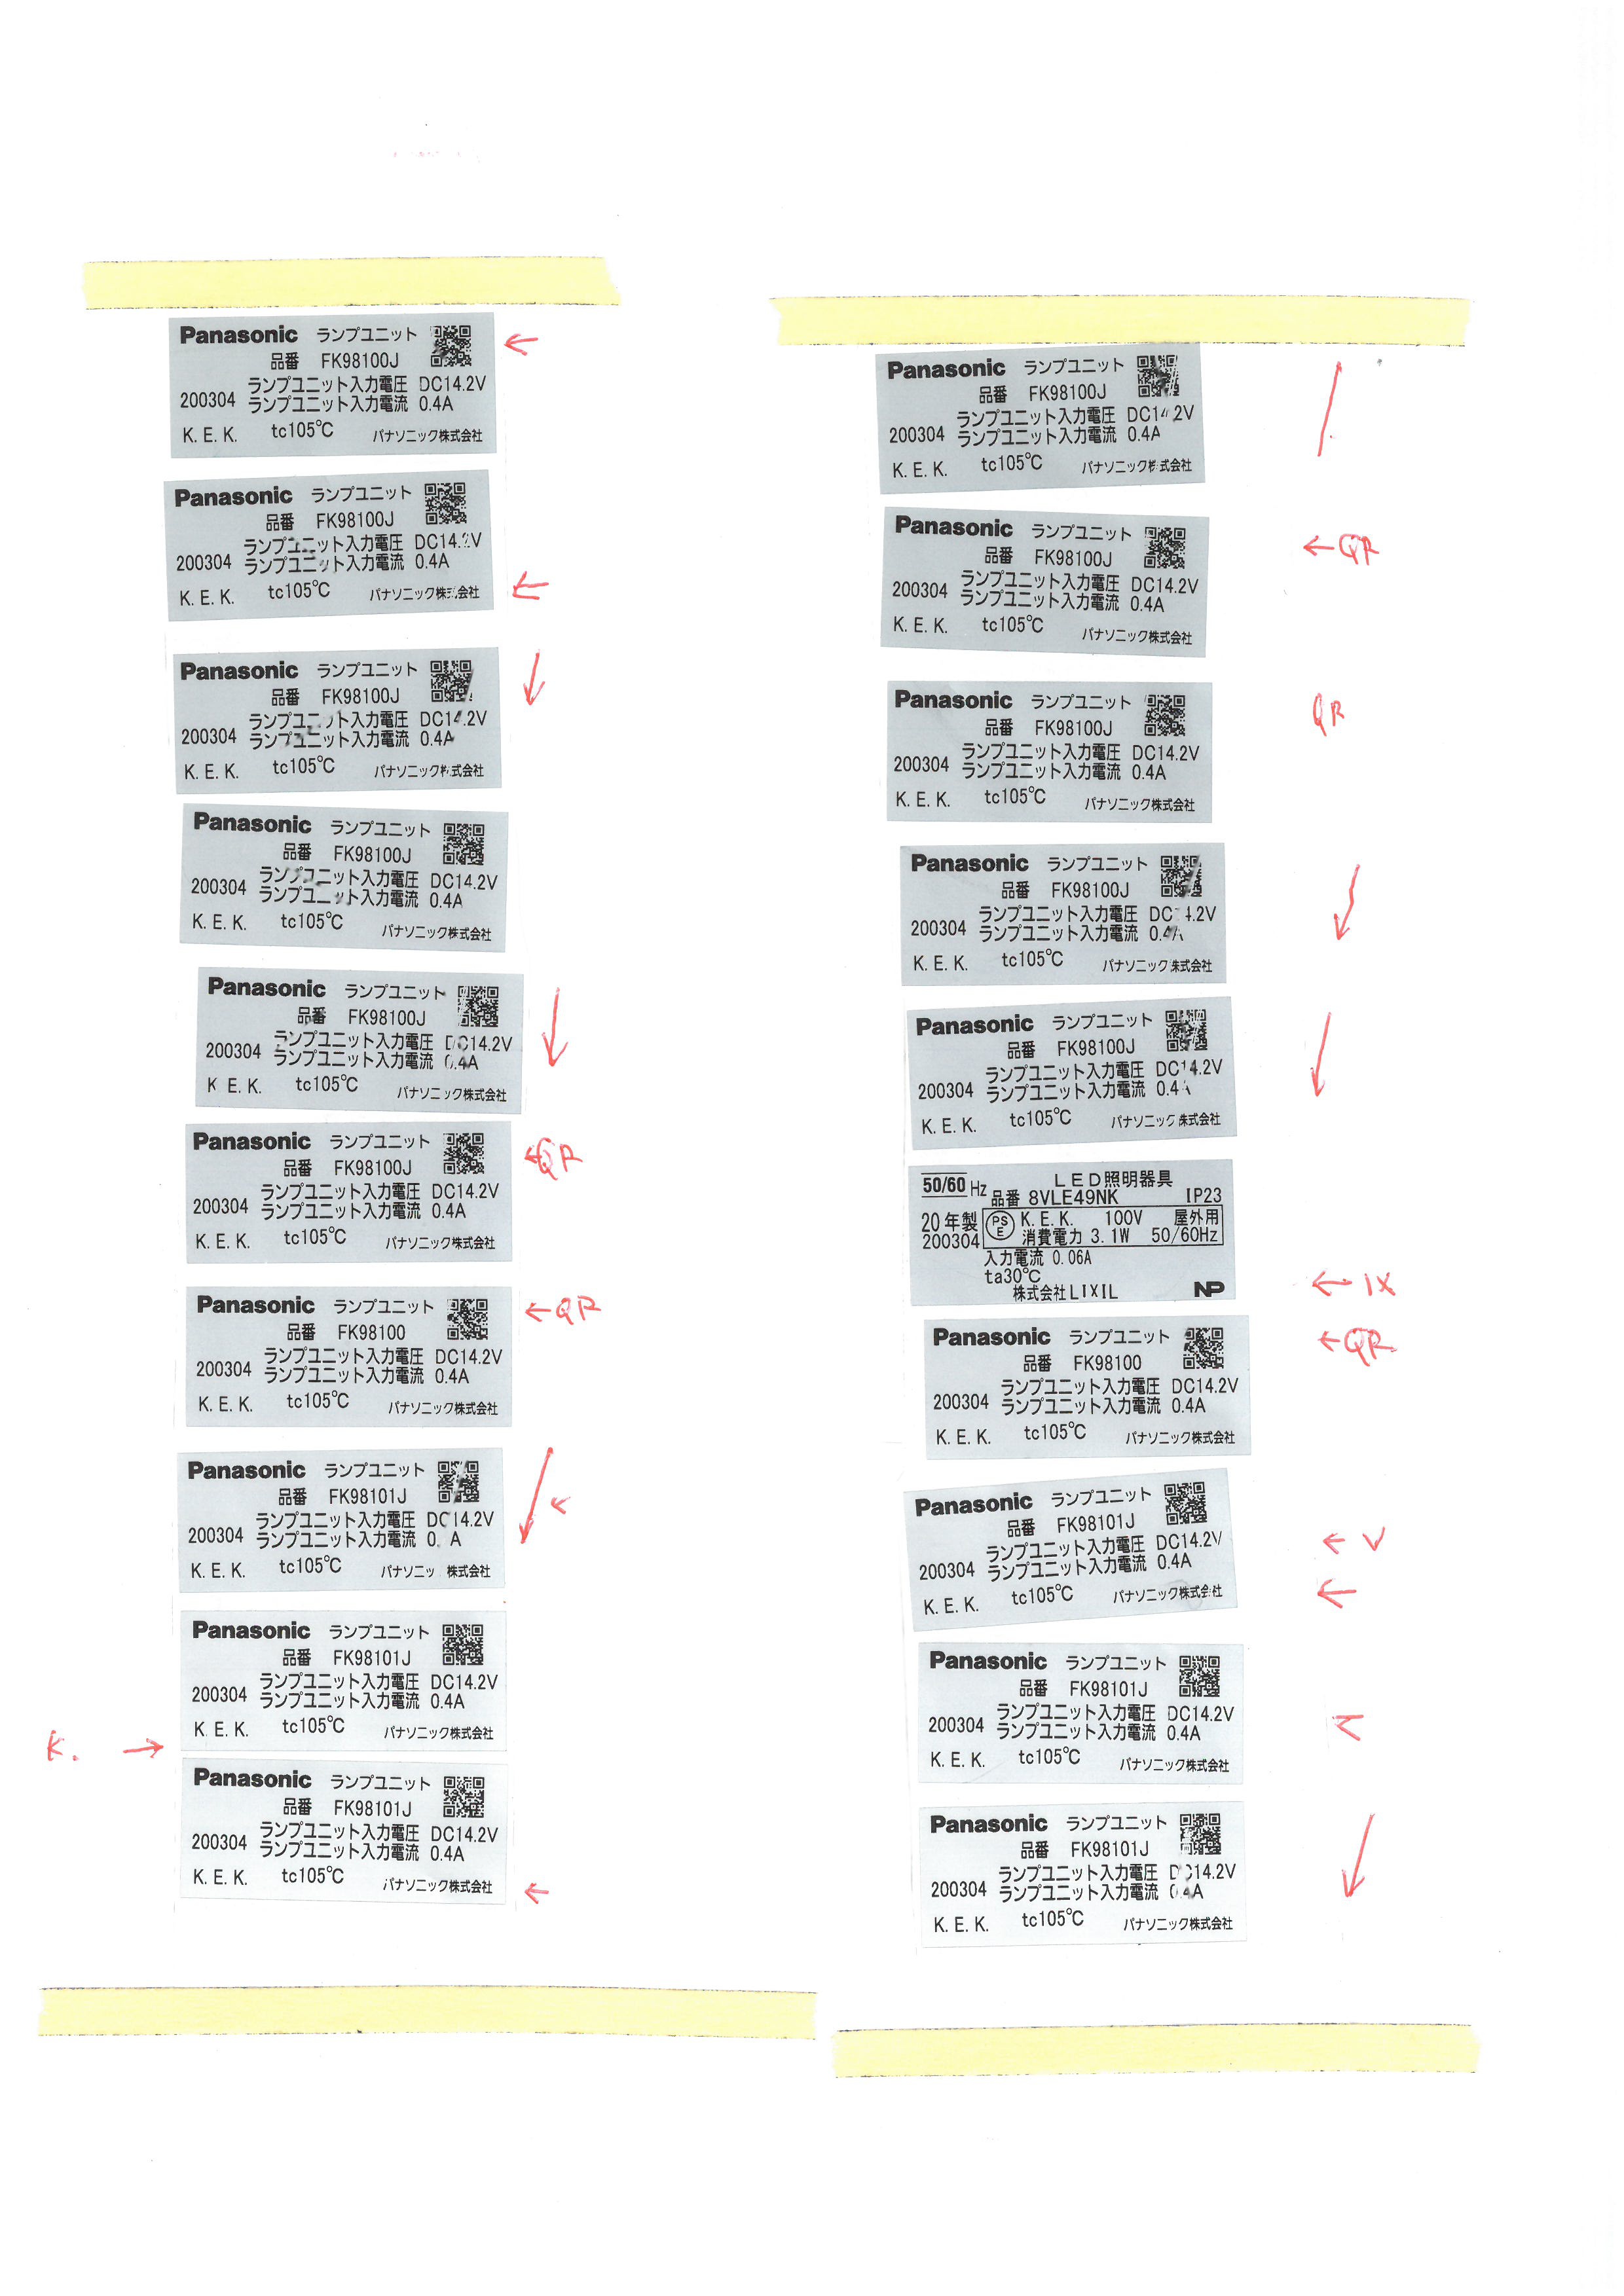 Panasonic ランプユニット
品番 FK98100J
ランプユニット入力電圧 DC14.2V
200304 ランプユニット入力電流 0.4A
K. E. K. tc105℃ パナソニック株式会社
←
Panasonic ランプユニット
品番 FK98100J
ランプユニット入力電圧 DC14.2V
200304 ランプユニット入力電流 0.4A
K. E. K. tc105℃ パナソニック株式会社
←
Panasonic ランプユニット
品番 FK98100J
ランプユニット入力電圧 DC14.2V
200304 ランプユニット入力電流 0.4A
K. E. K. tc105℃ パナソニック株式会社
Panasonic ランプユニット
品番 FK98100J
ランプユニット入力電圧 DC14.2V
200304 ランプユニット入力電流 0.4A
K. E. K. tc105℃ パナソニック株式会社
Panasonic ランプユニット
品番 FK98100J
ランプユニット入力電圧 DC14.2V
200304 ランプユニット入力電流 0.4A
K E. K. tc105℃ パナソニック株式会社
Panasonic ランプユニット
←QR
品番 FK98100J
ランプユニット入力電圧 DC14.2V
200304 ランプユニット入力電流 0.4A
K. E. K. tc105℃ パナソニック株式会社
Panasonic ランプユニット
←QR
品番 FK98100
ランプユニット入力電圧 DC14.2V
200304 ランプユニット入力電流 0.4A
K. E. K. tc105℃ パナソニック株式会社
Panasonic ランプユニット
品番 FK98101J
ランプユニット入力電圧 DC14.2V
200304 ランプユニット入力電流 0. A
K. E. K. tc105℃ パナソニッ 株式会社
Panasonic ランプユニット
品番 FK98101J
ランプユニット入力電圧 DC14.2V
200304 ランプユニット入力電流 0.4A
K E. K. tc105℃ パナソニック株式会社
K. →
Panasonic ランプユニット
品番 FK98101J
ランプユニット入力電圧 DC14.2V
200304 ランプユニット入力電流 0.4A
K. E. K. tc105℃ パナソニック株式会社
←
Panasonic ランプユニット
品番 FK98100J
ランプユニット入力電圧 DC14.2V
200304 ランプユニット入力電流 0.4A
K. E. K. tc105℃ パナソニック株式会社
Panasonic ランプユニット
←QR
品番 FK98100J
ランプユニット入力電圧 DC14.2V
200304 ランプユニット入力電流 0.4A
K. E. K. tc105℃ パナソニック株式会社
Panasonic ランプユニット
QR
品番 FK98100J
ランプユニット入力電圧 DC14.2V
200304 ランプユニット入力電流 0.4A
K. E. K. tc105℃ パナソニック株式会社
Panasonic ランプユニット
品番 FK98100J
ランプユニット入力電圧 DC14.2V
200304 ランプユニット入力電流 0.4A
K. E. K. tc105℃ パナソニック株式会社
Panasonic ランプユニット
品番 FK98100J
ランプユニット入力電圧 DC14.2V
200304 ランプユニット入力電流 0.4A
K. E. K. tc105℃ パナソニック株式会社
50/60 Hz LED照明器具
品番 8VLE49NK IP23
20年製 PSE K. E. K. 100V 屋外用
200304 消費電力 3.1W 50/60Hz
入力電流 0.06A
ta30℃
株式会社LIXIL NP
←IX
Panasonic ランプユニット
←QR
品番 FK98100
ランプユニット入力電圧 DC14.2V
200304 ランプユニット入力電流 0.4A
K. E. K. tc105℃ パナソニック株式会社
Panasonic ランプユニット
品番 FK98101J
ランプユニット入力電圧 DC14.2V
← V
200304 ランプユニット入力電流 0.4A
K. E. K. tc105℃ パナソニック株式会社
←
Panasonic ランプユニット
品番 FK98101J
ランプユニット入力電圧 DC14.2V
200304 ランプユニット入力電流 0.4A
K. E. K. tc105℃ パナソニック株式会社
Panasonic ランプユニット
品番 FK98101J
ランプユニット入力電圧 DC14.2V
200304 ランプユニット入力電流 0.4A
K. E. K. tc105℃ パナソニック株式会社